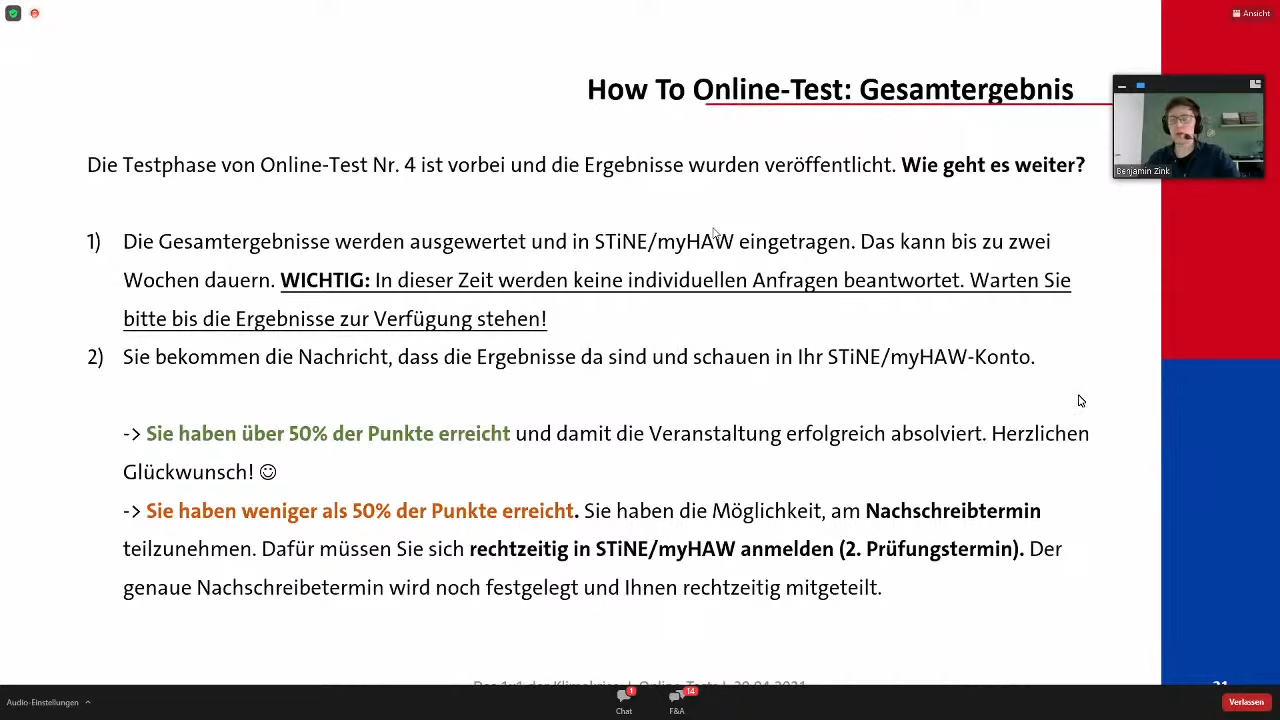 Ansicht
How To Online-Test: Gesamtergebnis
Benjamin Zink
Die Testphase von Online-Test Nr. 4 ist vorbei und die Ergebnisse wurden veröffentlicht. Wie geht es weiter?
1) Die Gesamtergebnisse werden ausgewertet und in STiNE/myHAW eingetragen. Das kann bis zu zwei
Wochen dauern. WICHTIG: In dieser Zeit werden keine individuellen Anfragen beantwortet. Warten Sie
bitte bis die Ergebnisse zur Verfügung stehen!
2) Sie bekommen die Nachricht, dass die Ergebnisse da sind und schauen in Ihr STiNE/myHAW-Konto.
-> Sie haben über 50% der Punkte erreicht und damit die Veranstaltung erfolgreich absolviert. Herzlichen
Glückwunsch! ☺
-> Sie haben weniger als 50% der Punkte erreicht. Sie haben die Möglichkeit, am Nachschreibtermin
teilzunehmen. Dafür müssen Sie sich rechtzeitig in STiNE/myHAW anmelden (2. Prüfungstermin). Der
genaue Nachschreibetermin wird noch festgelegt und Ihnen rechtzeitig mitgeteilt.
Audio-Einstellungen
1
Chat
14
F&A
Verlassen